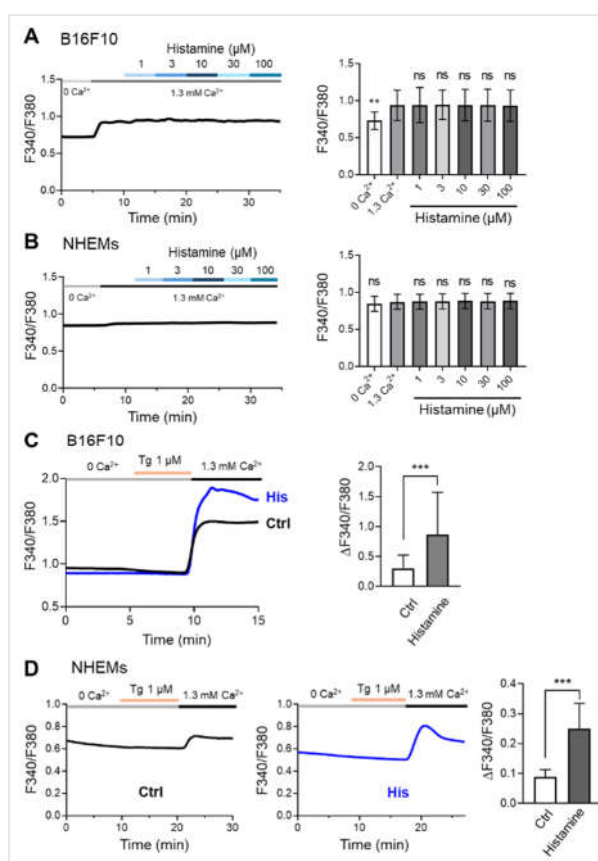 A
B16F10
Histamine (µM)
1 3 10 30 100
0 Ca²⁺ 1.3 mM Ca²⁺
F340/F380
1.5
1.0
0.5
0.0
0 10 20 30
Time (min)
F340/F380
1.5
1.0
0.5
0.0
** ns ns ns ns ns
0 Ca²⁺ 1.3 Ca²⁺ 1 3 10 30 100
Histamine (µM)
B
NHEMs
Histamine (µM)
1 3 10 30 100
0 Ca²⁺ 1.3 mM Ca²⁺
F340/F380
1.5
1.0
0.5
0.0
0 10 20 30
Time (min)
F340/F380
1.5
1.0
0.5
0.0
ns ns ns ns ns ns
0 Ca²⁺ 1.3 Ca²⁺ 1 3 10 30 100
Histamine (µM)
C
B16F10
0 Ca²⁺ Tg 1 µM 1.3 mM Ca²⁺
F340/F380
2.0
1.5
1.0
0.5
0 5 10 15
Time (min)
His
Ctrl
ΔF340/F380
2.0
1.5
1.0
0.5
0.0
***
Ctrl Histamine
D
NHEMs
0 Ca²⁺ Tg 1 µM 1.3 mM Ca²⁺
F340/F380
1.0
0.8
0.6
0.4
0.2
0.0
0 10 20 30
Time (min)
Ctrl
0 Ca²⁺ Tg 1 µM 1.3 mM Ca²⁺
1.0
0.8
0.6
0.4
0.2
0.0
0 10 20
Time (min)
His
ΔF340/F380
0.4
0.3
0.2
0.1
0.0
***
Ctrl Histamine